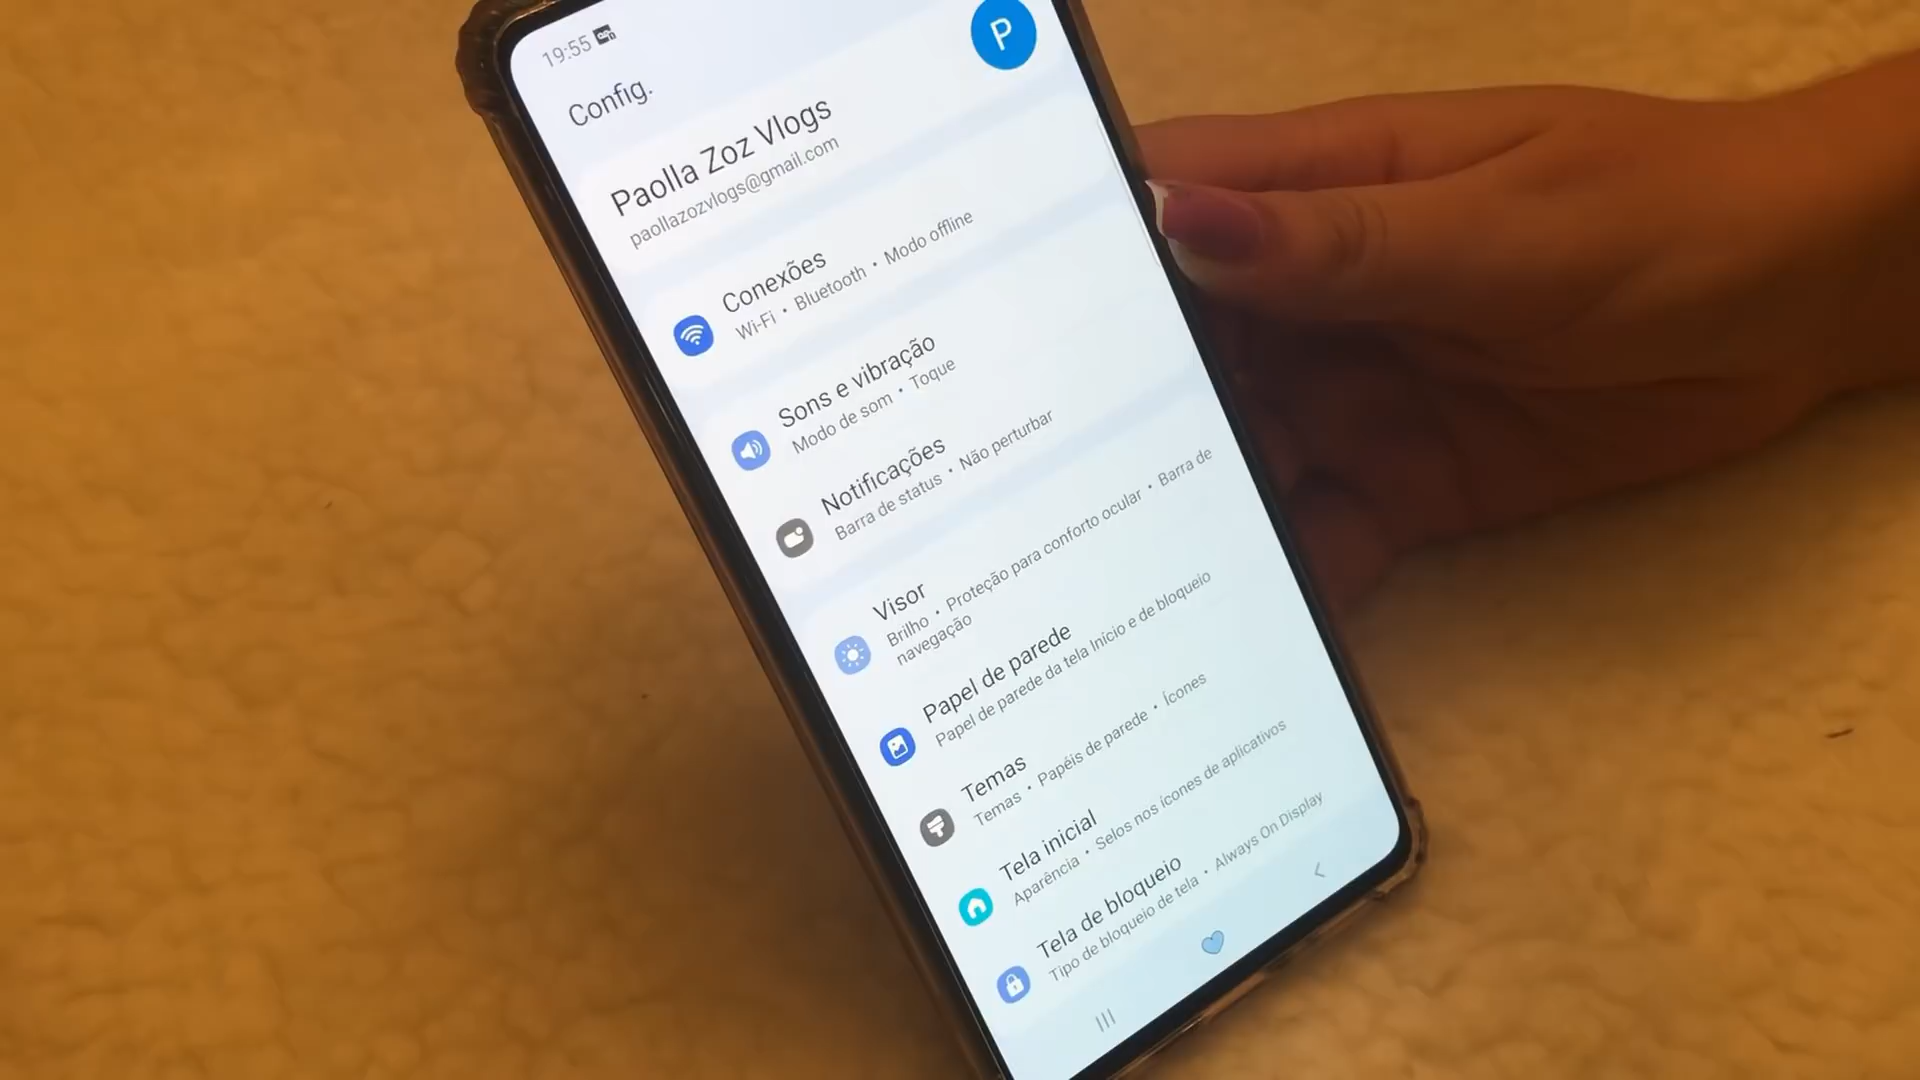 19:55
Config.
P
Paolla Zoz Vlogs
paollazozvlogs@gmail.com
Conexões
Wi-Fi • Bluetooth • Modo offline
Sons e vibração
Modo de som • Toque
Notificações
Barra de status • Não perturbar
Visor
Brilho • Proteção para conforto ocular • Barra de
navegação
Papel de parede
Papel de parede da tela Início e de bloqueio
Temas
Temas • Papéis de parede • Ícones
Tela inicial
Aparência • Selos nos ícones de aplicativos
Tela de bloqueio
Tipo de bloqueio de tela • Always On Display